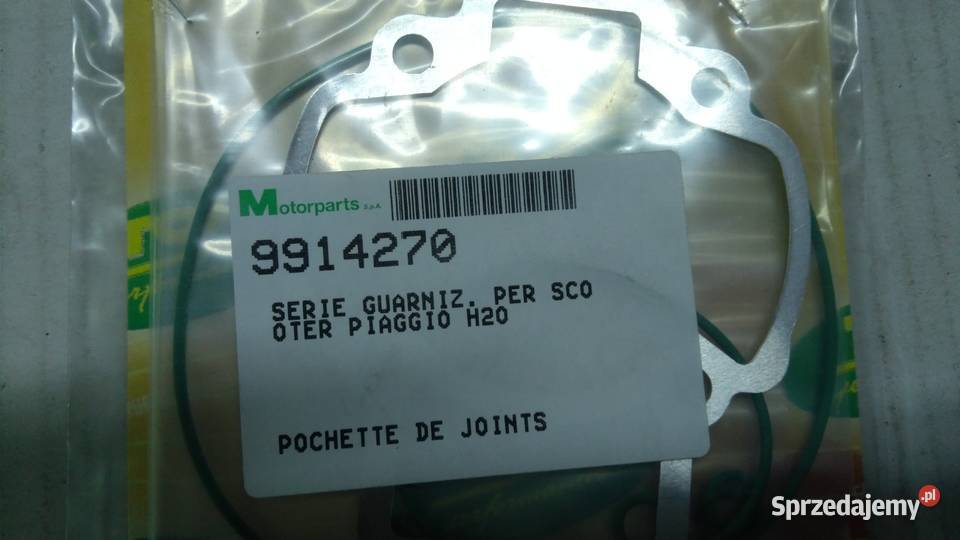 Motorparts S.p.A.
9914270
SERIE GUARNIZ. PER SCO
OTER PIAGGIO H2O
POCHETTE DE JOINTS
Sprzedajemy.pl